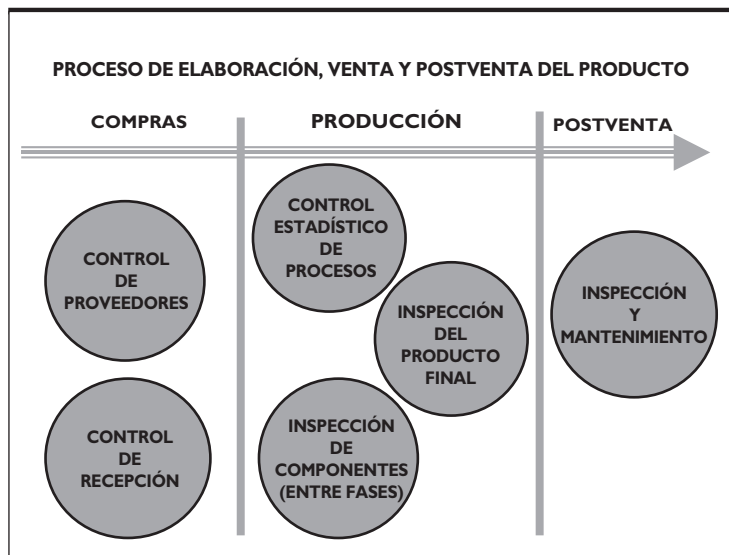 PROCESO DE ELABORACIÓN, VENTA Y POSTVENTA DEL PRODUCTO
COMPRAS
PRODUCCIÓN
POSTVENTA
CONTROL
DE
PROVEEDORES
CONTROL
DE
RECEPCIÓN
CONTROL
ESTADÍSTICO
DE
PROCESOS
INSPECCIÓN
DEL
PRODUCTO
FINAL
INSPECCIÓN
DE
COMPONENTES
(ENTRE FASES)
INSPECCIÓN
Y
MANTENIMIENTO